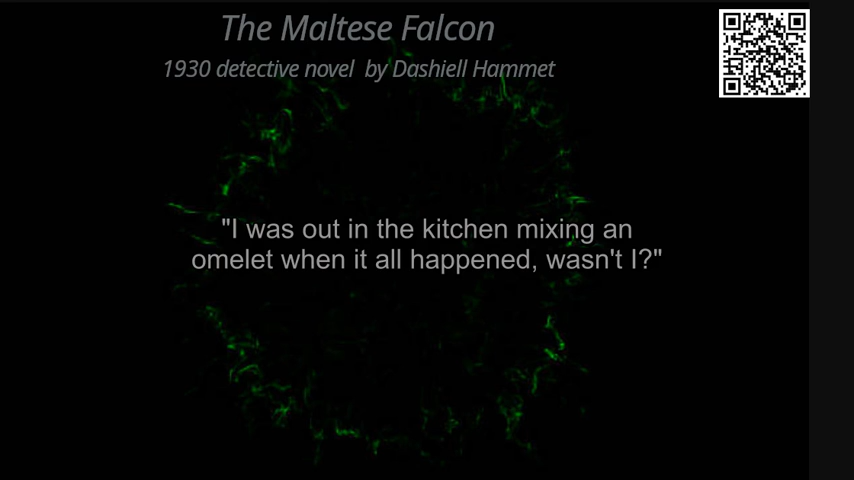 The Maltese Falcon
1930 detective novel by Dashiell Hammet
"I was out in the kitchen mixing an
omelet when it all happened, wasn't I?"